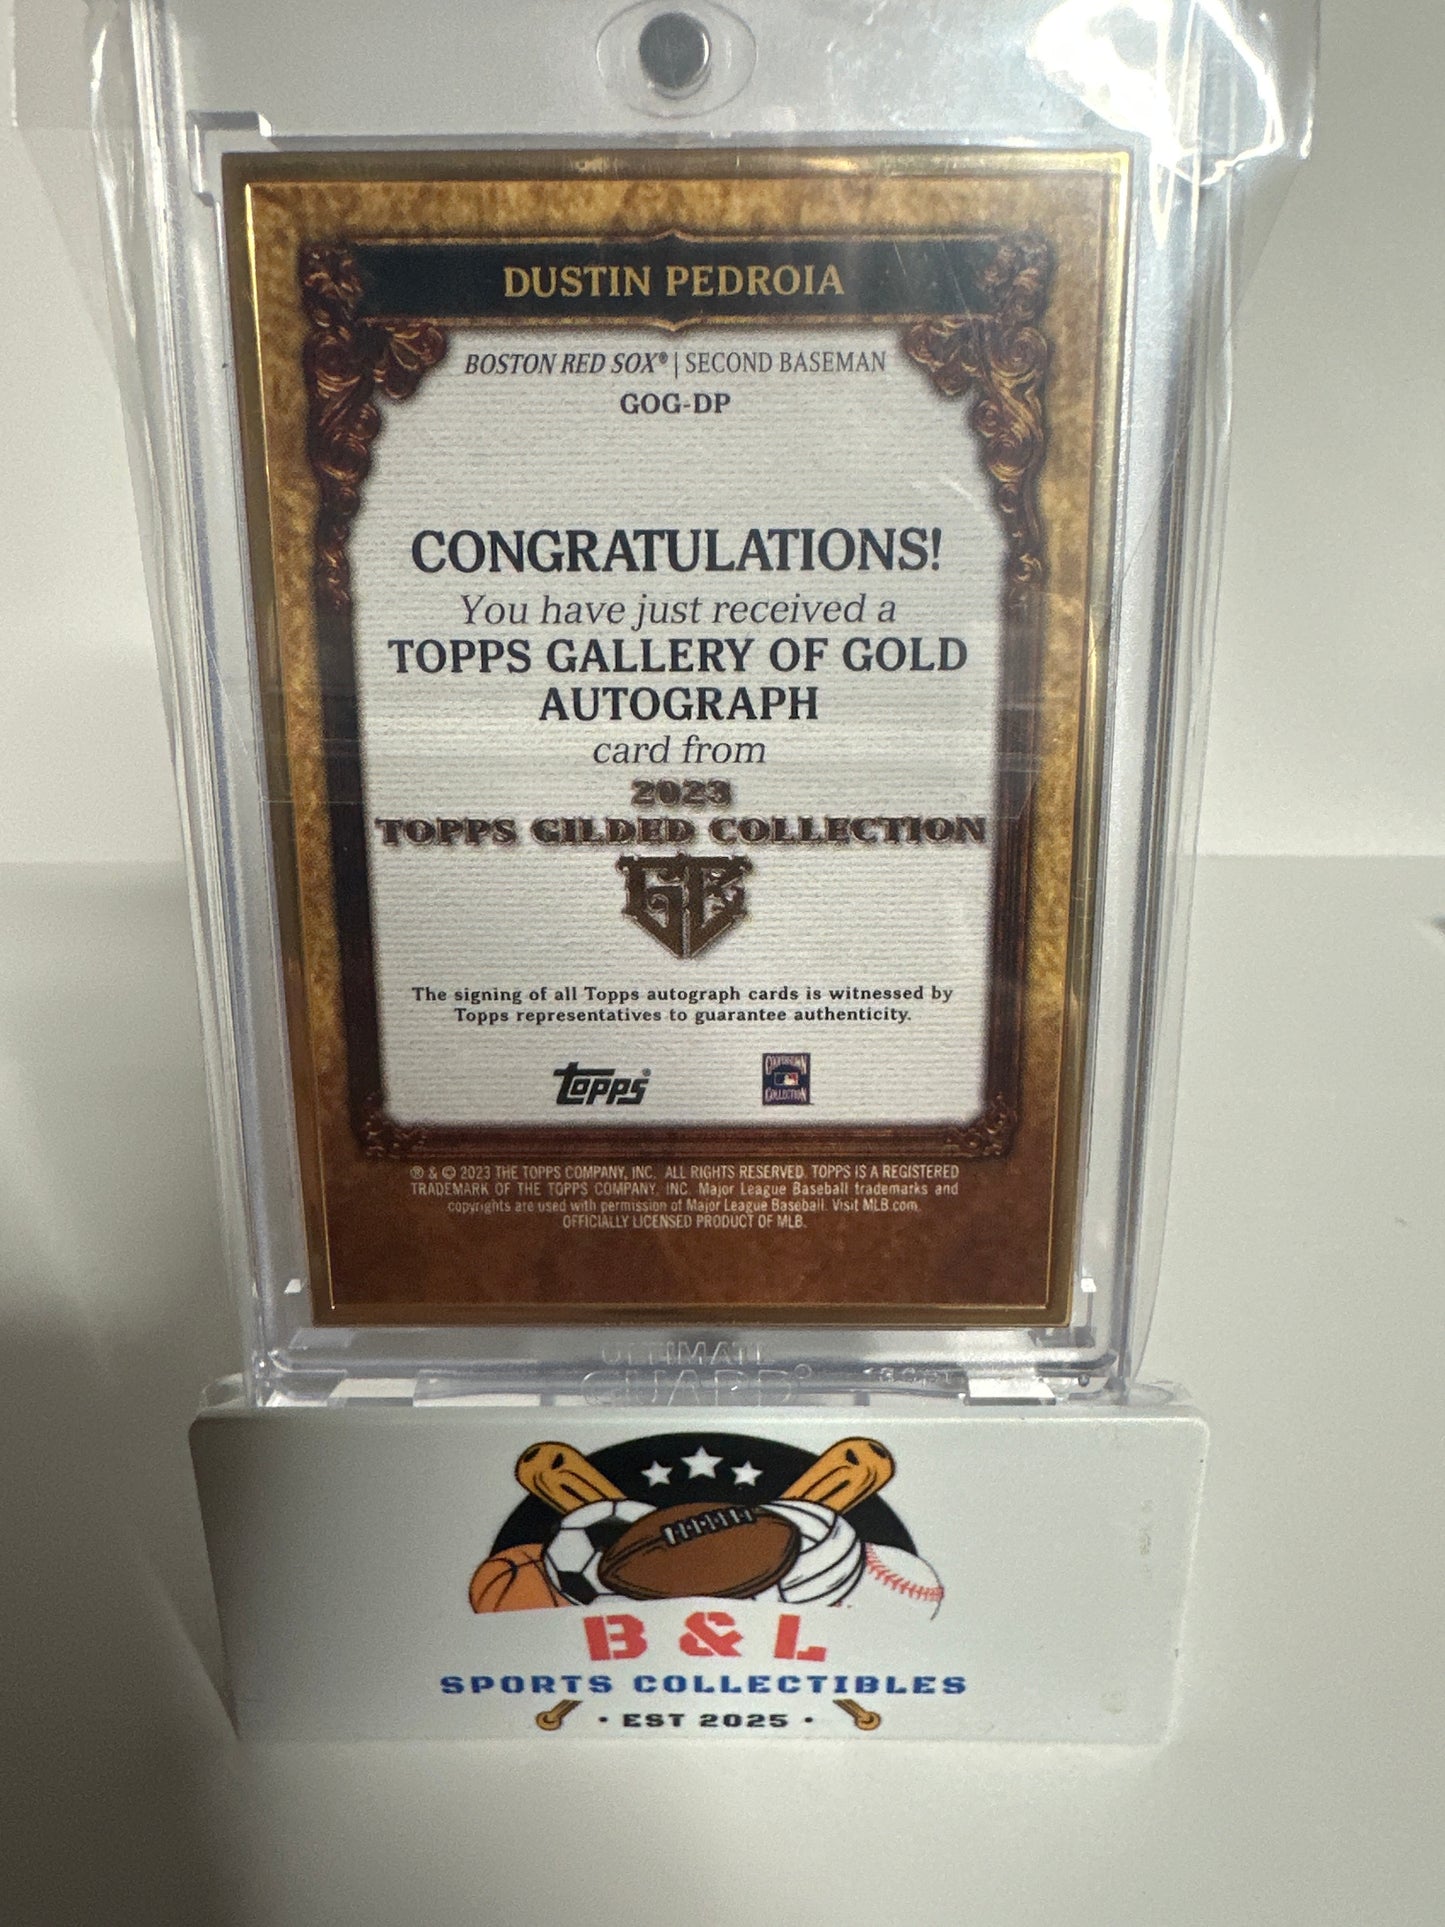 DUSTIN PEDROIA
BOSTON RED SOX® | SECOND BASEMAN
GOG-DP
CONGRATULATIONS!
You have just received a
TOPPS GALLERY OF GOLD
AUTOGRAPH
card from
2023
TOPPS GILDED COLLECTION
The signing of all Topps autograph cards is witnessed by
Topps representatives to guarantee authenticity.
Topps®
COOPERSTOWN
COLLECTION
® & © 2023 THE TOPPS COMPANY, INC. ALL RIGHTS RESERVED. TOPPS IS A REGISTERED
TRADEMARK OF THE TOPPS COMPANY, INC. Major League Baseball trademarks and
copyrights are used with permission of Major League Baseball. Visit MLB.com.
OFFICIALLY LICENSED PRODUCT OF MLB.
ULTIMATE
GUARD®
B & L
SPORTS COLLECTIBLES
• EST 2025 •